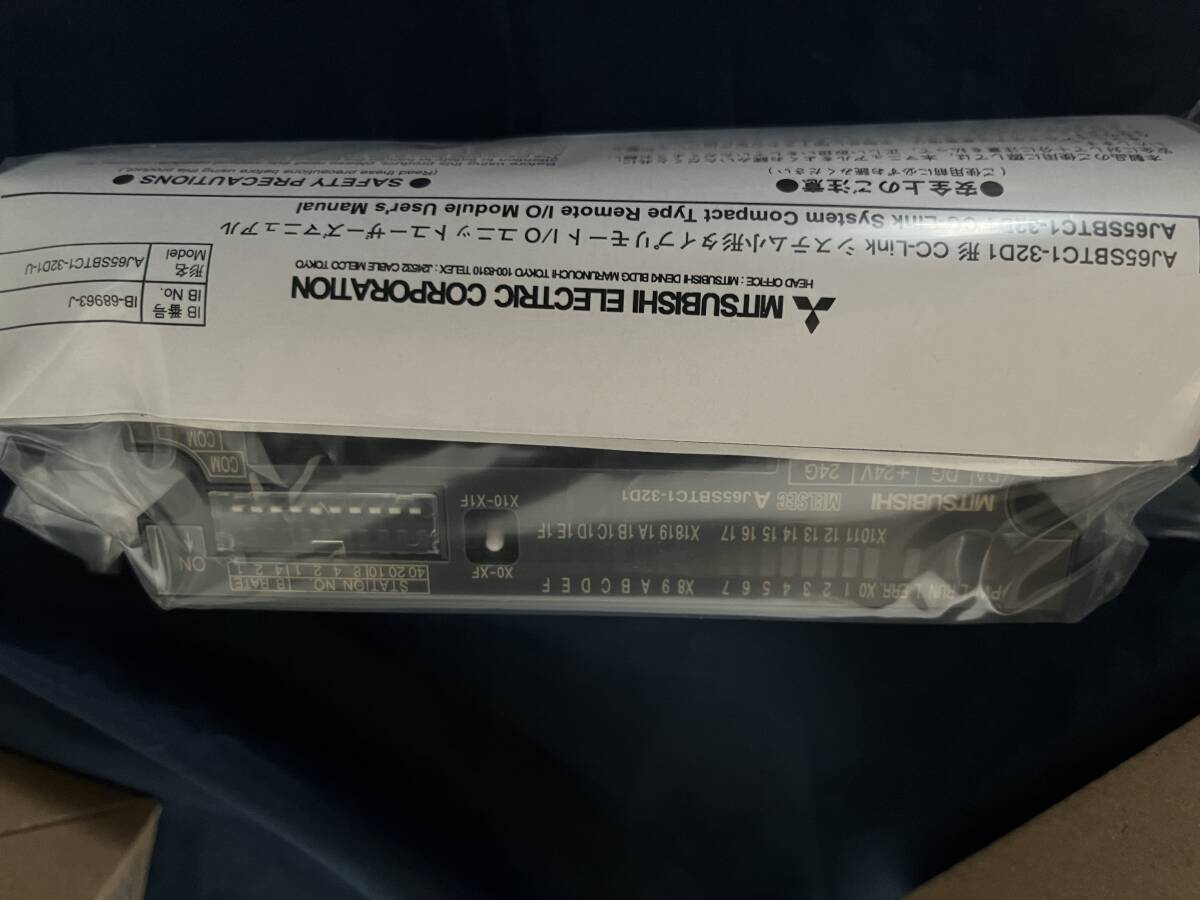 IB 番号 IB-68963-J
IB No.
形名 AJ65SBTC1-32D1-U
Model
MITSUBISHI ELECTRIC CORPORATION
HEAD OFFICE : MITSUBISHI DENKI BLDG MARUNOUCHI TOKYO 100-8310 TELEX : J24532 CABLE MELCO TOKYO
AJ65SBTC1-32D1 形 CC-Link システム小形タイプリモート I/O ユニットユーザーズマニュアル
AJ65SSBTC1-32D1 CC-Link System Compact Type Remote I/O Module User's Manual
●安全上のご注意●
(ご使用前に必ずお読みください)
● SAFETY PRECAUTIONS ●
(Read these precautions before using this product.)
PW L RUN L ERR. X0 1 2 3 4 5 6 7 X8 9 A B C D E F
X10 11 12 13 14 15 16 17 X18 19 1A 1B 1C 1D 1E 1F
MITSUBISHI MELSEC AJ65SBTC1-32D1
DG +24V 24G
X0-XF
X10-X1F
STATION NO. B RATE
40 20 10 8 4 2 1 4 2 1
ON
COM
COM